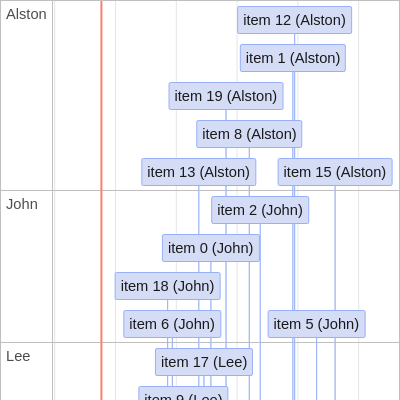 Alston
item 12 (Alston)
item 1 (Alston)
item 19 (Alston)
item 8 (Alston)
item 13 (Alston)
item 15 (Alston)
John
item 2 (John)
item 0 (John)
item 18 (John)
item 6 (John)
item 5 (John)
Lee
item 17 (Lee)
item 9 (Lee)